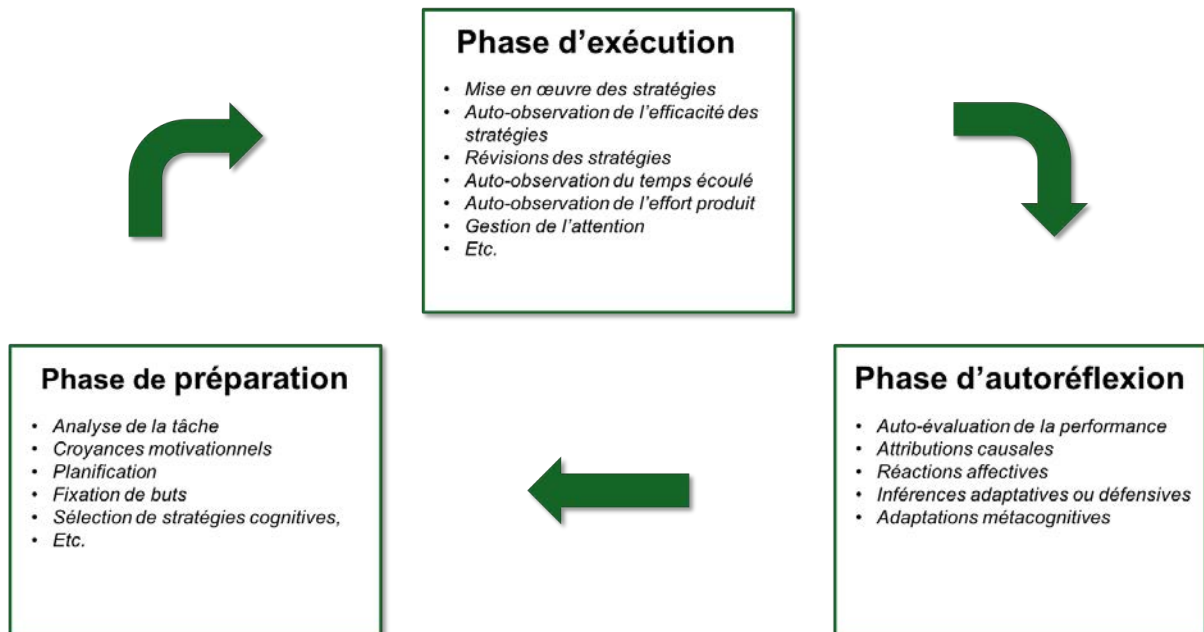 Phase d'exécution
• Mise en œuvre des stratégies
• Auto-observation de l'efficacité des
stratégies
• Révisions des stratégies
• Auto-observation du temps écoulé
• Auto-observation de l'effort produit
• Gestion de l'attention
• Etc.
Phase de préparation
• Analyse de la tâche
• Croyances motivationnels
• Planification
• Fixation de buts
• Sélection de stratégies cognitives,
• Etc.
Phase d'autoréflexion
• Auto-évaluation de la performance
• Attributions causales
• Réactions affectives
• Inférences adaptatives ou défensives
• Adaptations métacognitives